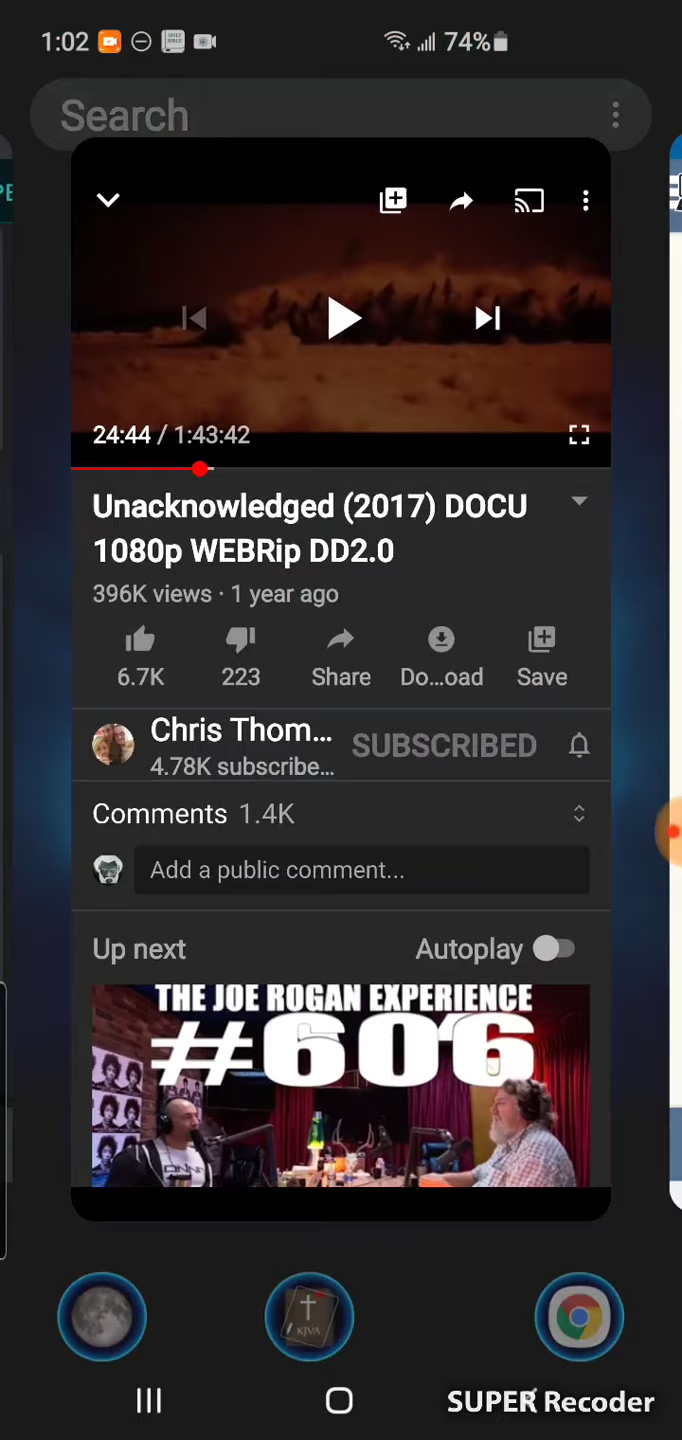 1:02
74%
Search
PE
24:44 / 1:43:42
Unacknowledged (2017) DOCU
1080p WEBRip DD2.0
396K views · 1 year ago
6.7K 223 Share Do...oad Save
Chris Thom... SUBSCRIBED
4.78K subscribe...
Comments 1.4K
Add a public comment...
Up next Autoplay
THE JOE ROGAN EXPERIENCE
#606
KJVA
SUPER Recoder